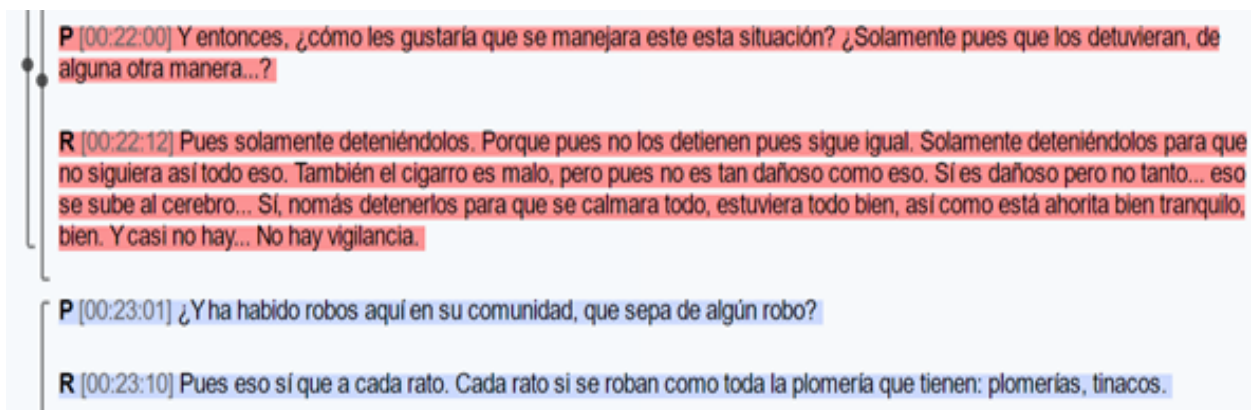 P [00:22:00] Y entonces, ¿cómo les gustaría que se manejara este esta situación? ¿Solamente pues que los detuvieran, de
alguna otra manera...?
R [00:22:12] Pues solamente deteniéndolos. Porque pues no los detienen pues sigue igual. Solamente deteniéndolos para que
no siguiera así todo eso. También el cigarro es malo, pero pues no es tan dañoso como eso. Sí es dañoso pero no tanto... eso
se sube al cerebro... Sí, nomás detenerlos para que se calmara todo, estuviera todo bien, así como está ahorita bien tranquilo,
bien. Y casi no hay... No hay vigilancia.
P [00:23:01] ¿Y ha habido robos aquí en su comunidad, que sepa de algún robo?
R [00:23:10] Pues eso sí que a cada rato. Cada rato si se roban como toda la plomería que tienen: plomerías, tinacos.